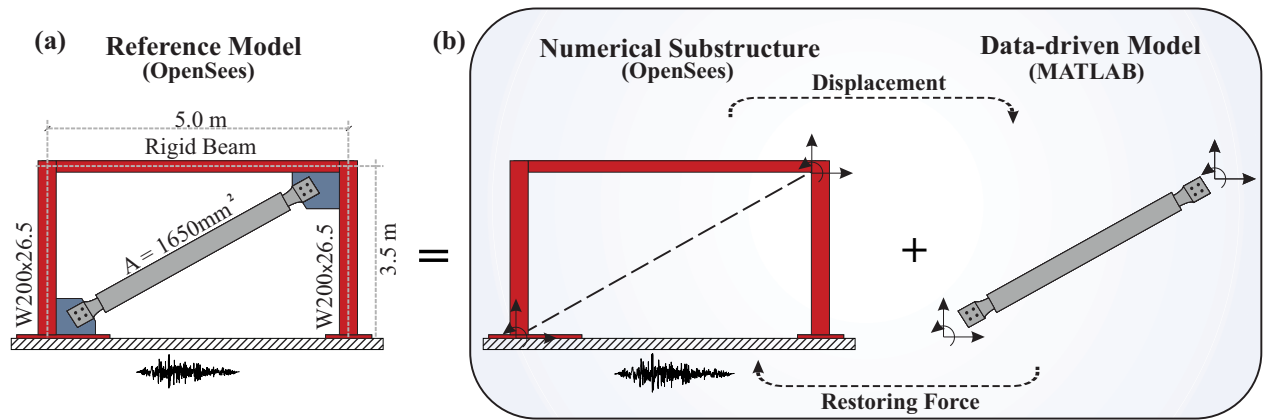 (a)
Reference Model
(OpenSees)
5.0 m
Rigid Beam
W200x26.5
A = 1650mm²
W200x26.5
3.5 m
=
(b)
Numerical Substructure
(OpenSees)
Data-driven Model
(MATLAB)
Displacement
+
Restoring Force